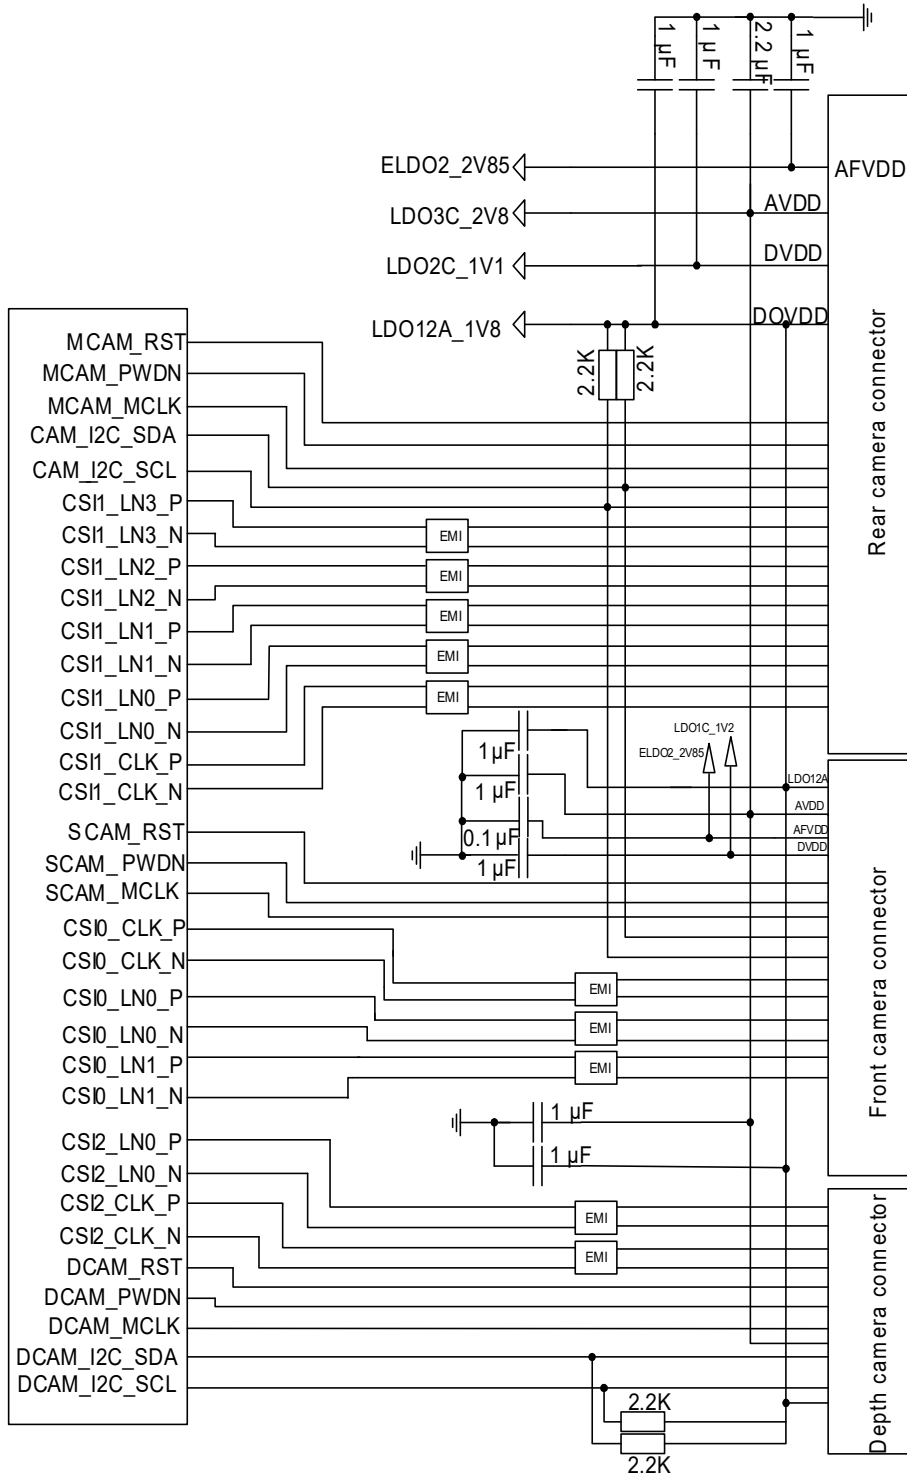 1 µF
1 µF
2.2 µF
1 µF
ELDO2_2V85
AFVDD
LDO3C_2V8
AVDD
LDO2C_1V1
DVDD
LDO12A_1V8
DOVDD
2.2K
2.2K
Rear camera connector
MCAM_RST
MCAM_PWDN
MCAM_MCLK
CAM_I2C_SDA
CAM_I2C_SCL
CSI1_LN3_P
CSI1_LN3_N
EMI
CSI1_LN2_P
EMI
CSI1_LN2_N
EMI
CSI1_LN1_P
EMI
CSI1_LN1_N
CSI1_LN0_P
EMI
CSI1_LN0_N
CSI1_CLK_P
CSI1_CLK_N
LDO1C_1V2
ELDO2_2V85
1 µF
1 µF
0.1 µF
1 µF
LDO12A
AVDD
AFVDD
DVDD
Front camera connector
SCAM_RST
SCAM_PWDN
SCAM_MCLK
CSI0_CLK_P
CSI0_CLK_N
EMI
CSI0_LN0_P
CSI0_LN0_N
EMI
CSI0_LN1_P
EMI
CSI0_LN1_N
1 µF
1 µF
CSI2_LN0_P
CSI2_LN0_N
CSI2_CLK_P
EMI
CSI2_CLK_N
EMI
DCAM_RST
DCAM_PWDN
DCAM_MCLK
DCAM_I2C_SDA
DCAM_I2C_SCL
2.2K
2.2K
Depth camera connector